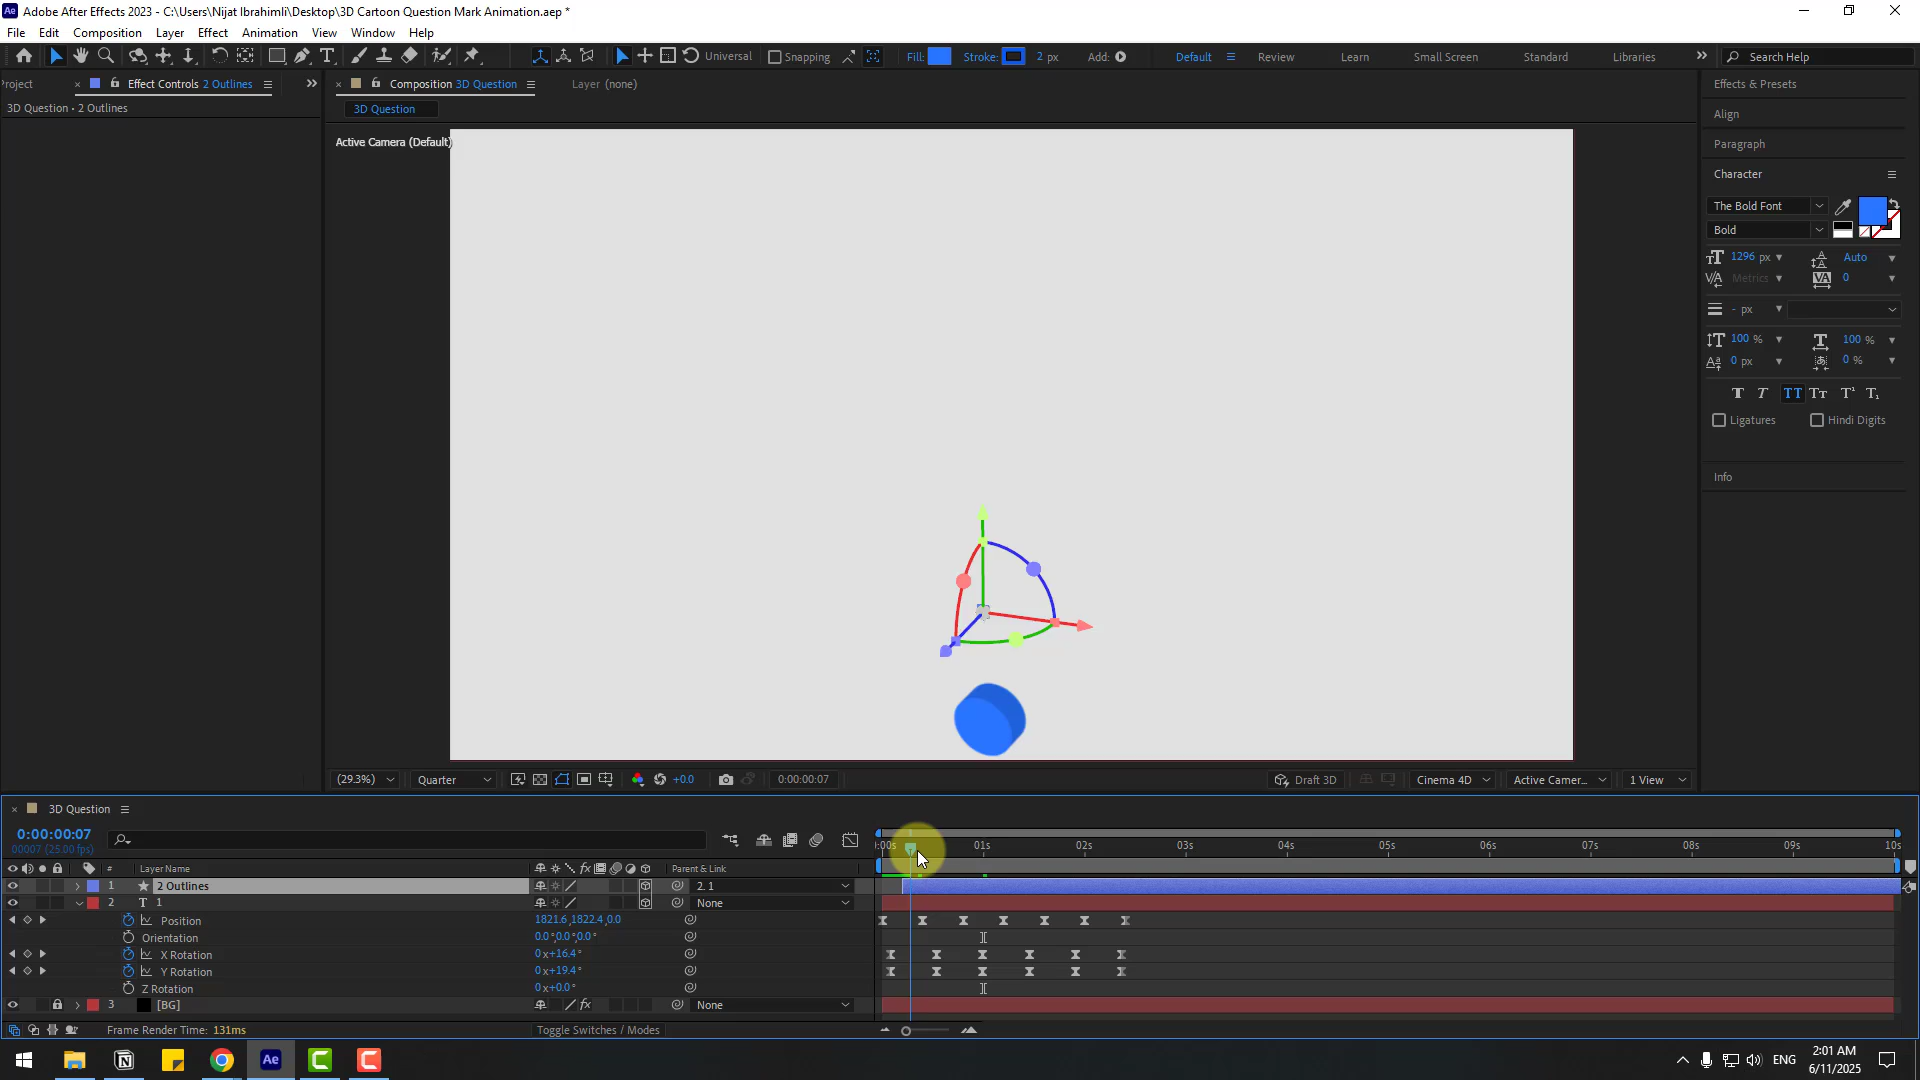 Adobe After Effects 2023 - C:\Users\Nijat Ibrahimli\Desktop\3D Cartoon Question Mark Animation.aep *
File Edit Composition Layer Effect Animation View Window Help
Universal Snapping Fill: Stroke: 2 px Add: Default Review Learn Small Screen Standard Libraries Search Help
roject Effect Controls 2 Outlines Composition 3D Question Layer (none) Effects & Presets
3D Question • 2 Outlines
3D Question
Align
Active Camera (Default)
Paragraph
Character
The Bold Font
Bold
1296 px Auto
Metrics 0
- px
100 % 100 %
0 px 0 %
Ligatures Hindi Digits
Info
(29.3%) Quarter +0.0 0:00:00:07 Draft 3D Cinema 4D Active Camer... 1 View
3D Question
0:00:00:07
00007 (25.00 fps)
:00s 01s 02s 03s 04s 05s 06s 07s 08s 09s 10s
# Layer Name Parent & Link
1 2 Outlines 2. 1
2 T 1 None
Position 1821.6,1822.4,0.0
Orientation 0.0°,0.0°,0.0°
X Rotation 0x+16.4°
Y Rotation 0x+19.4°
Z Rotation 0x+0.0°
3 [BG] None
Frame Render Time: 131ms Toggle Switches / Modes
ENG 2:01 AM
6/11/2025